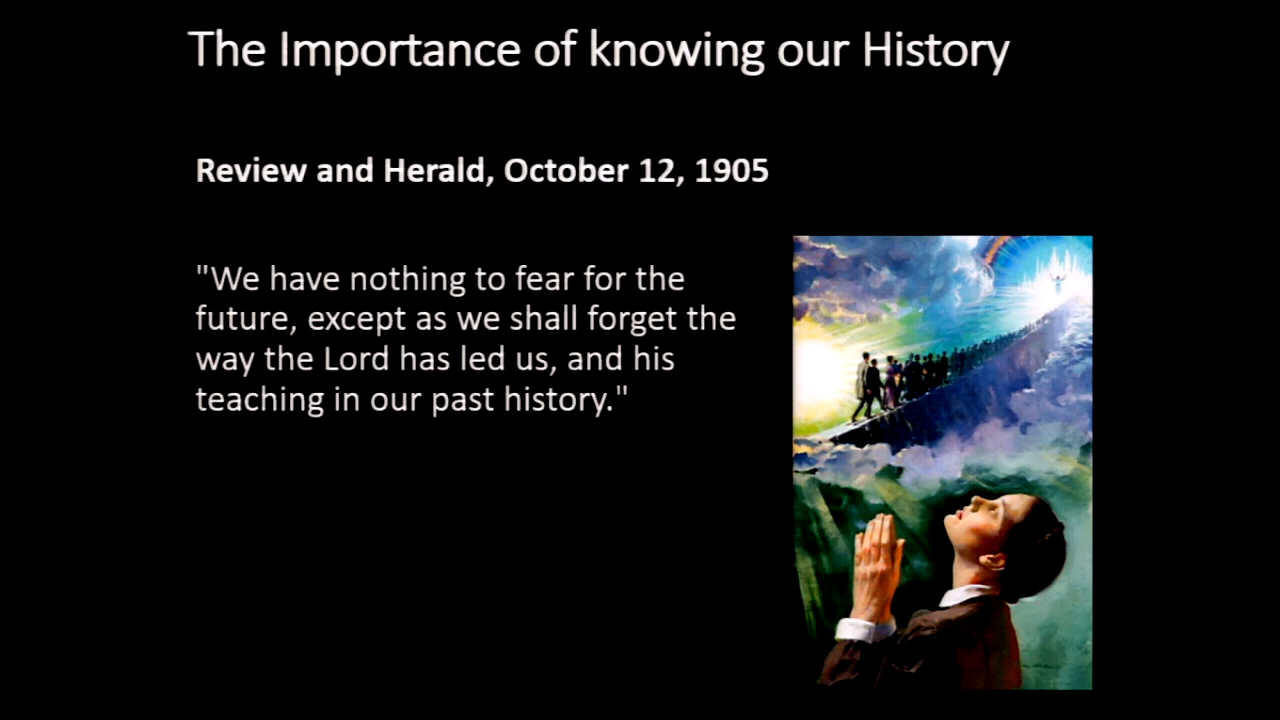 The Importance of knowing our History
Review and Herald, October 12, 1905
"We have nothing to fear for the
future, except as we shall forget the
way the Lord has led us, and his
teaching in our past history."